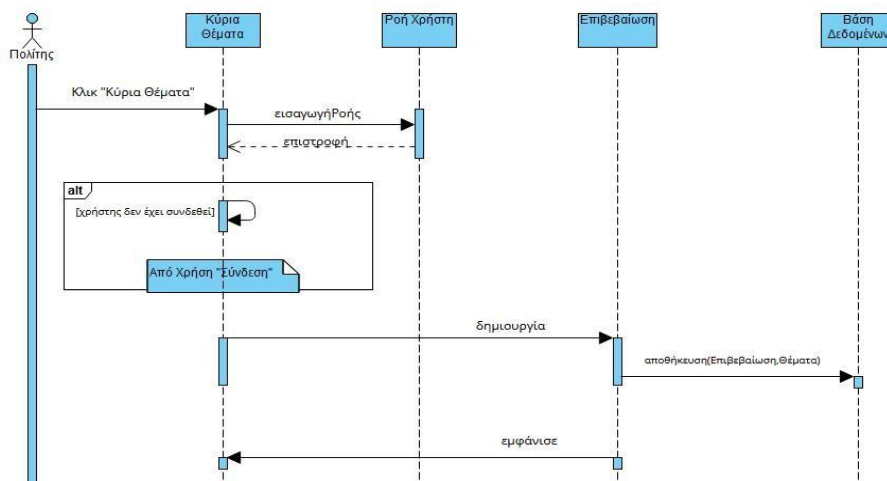 Πολίτης
Κύρια
Θέματα
Ροή Χρήστη
Επιβεβαίωση
Βάση
Δεδομένων
Κλικ "Κύρια Θέματα"
εισαγωγήΡοής
επιστροφή
alt
[χρήστης δεν έχει συνδεθεί]
Από Χρήση "Σύνδεση"
δημιουργία
αποθήκευση(Επιβεβαίωση,Θέματα)
εμφάνισε